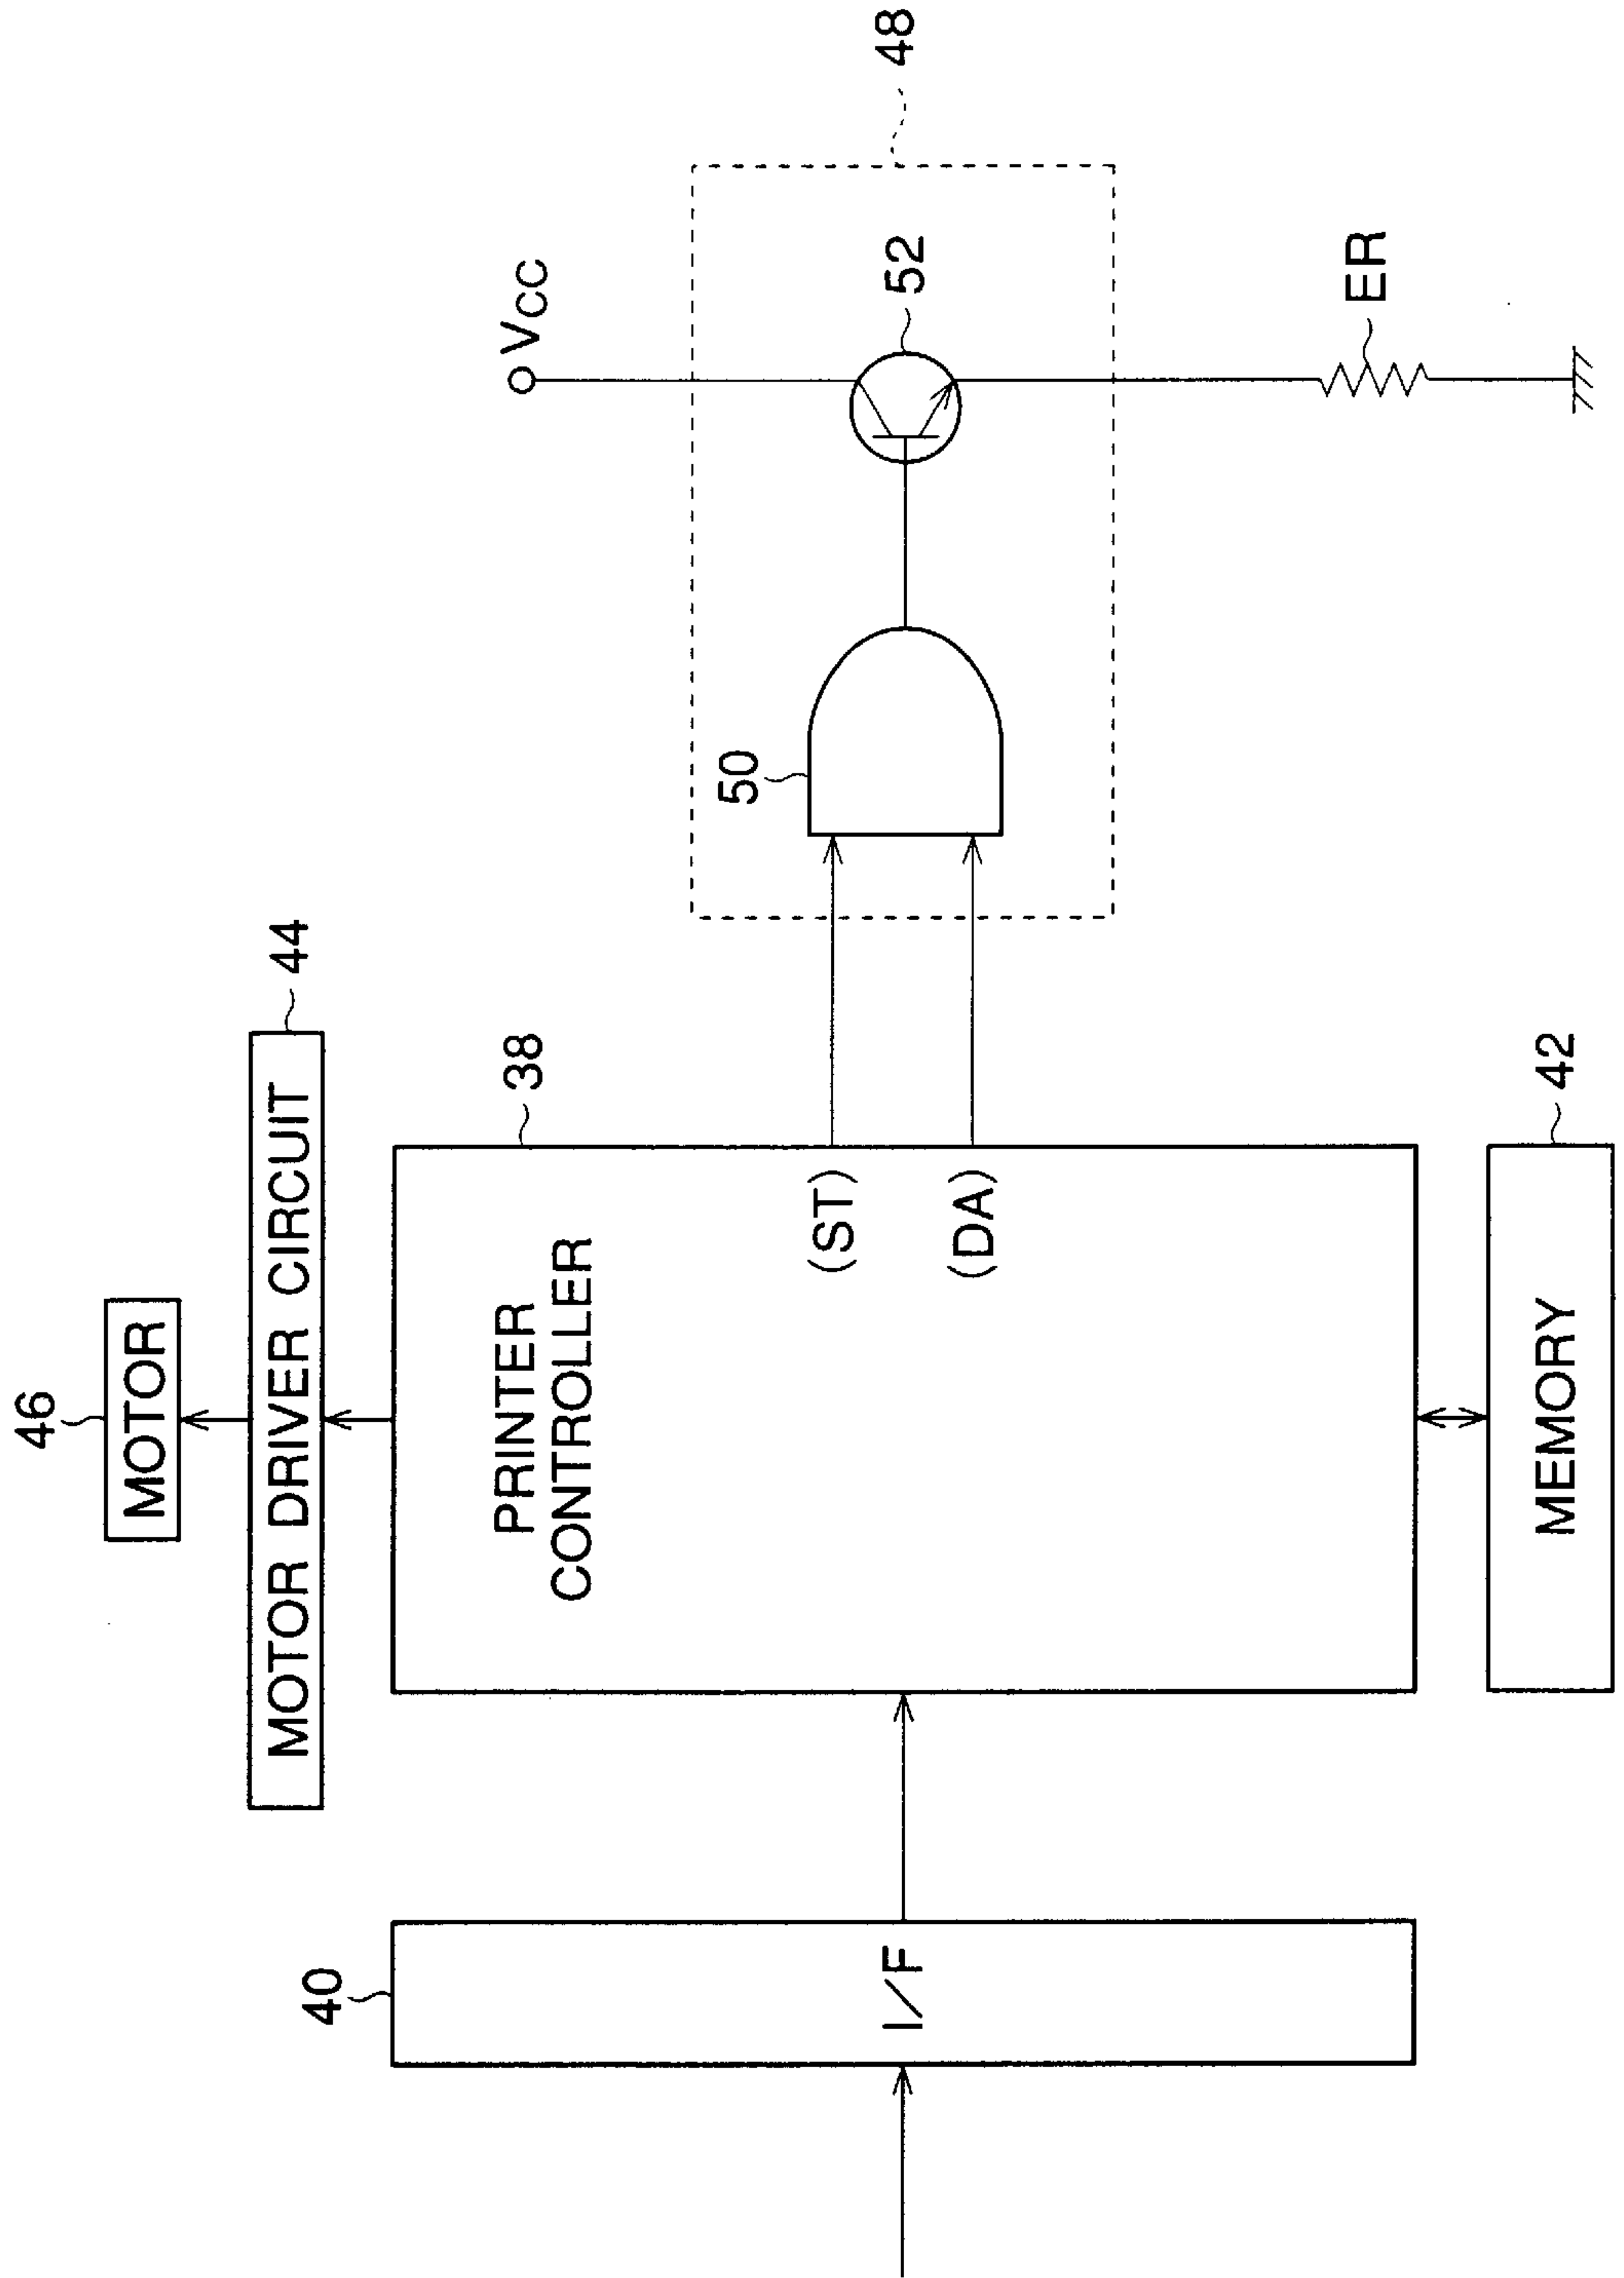 46
MOTOR
44
MOTOR DRIVER CIRCUIT
40
I/F
38
PRINTER
CONTROLLER
(ST)
(DA)
42
MEMORY
48
50
52
Vcc
ER